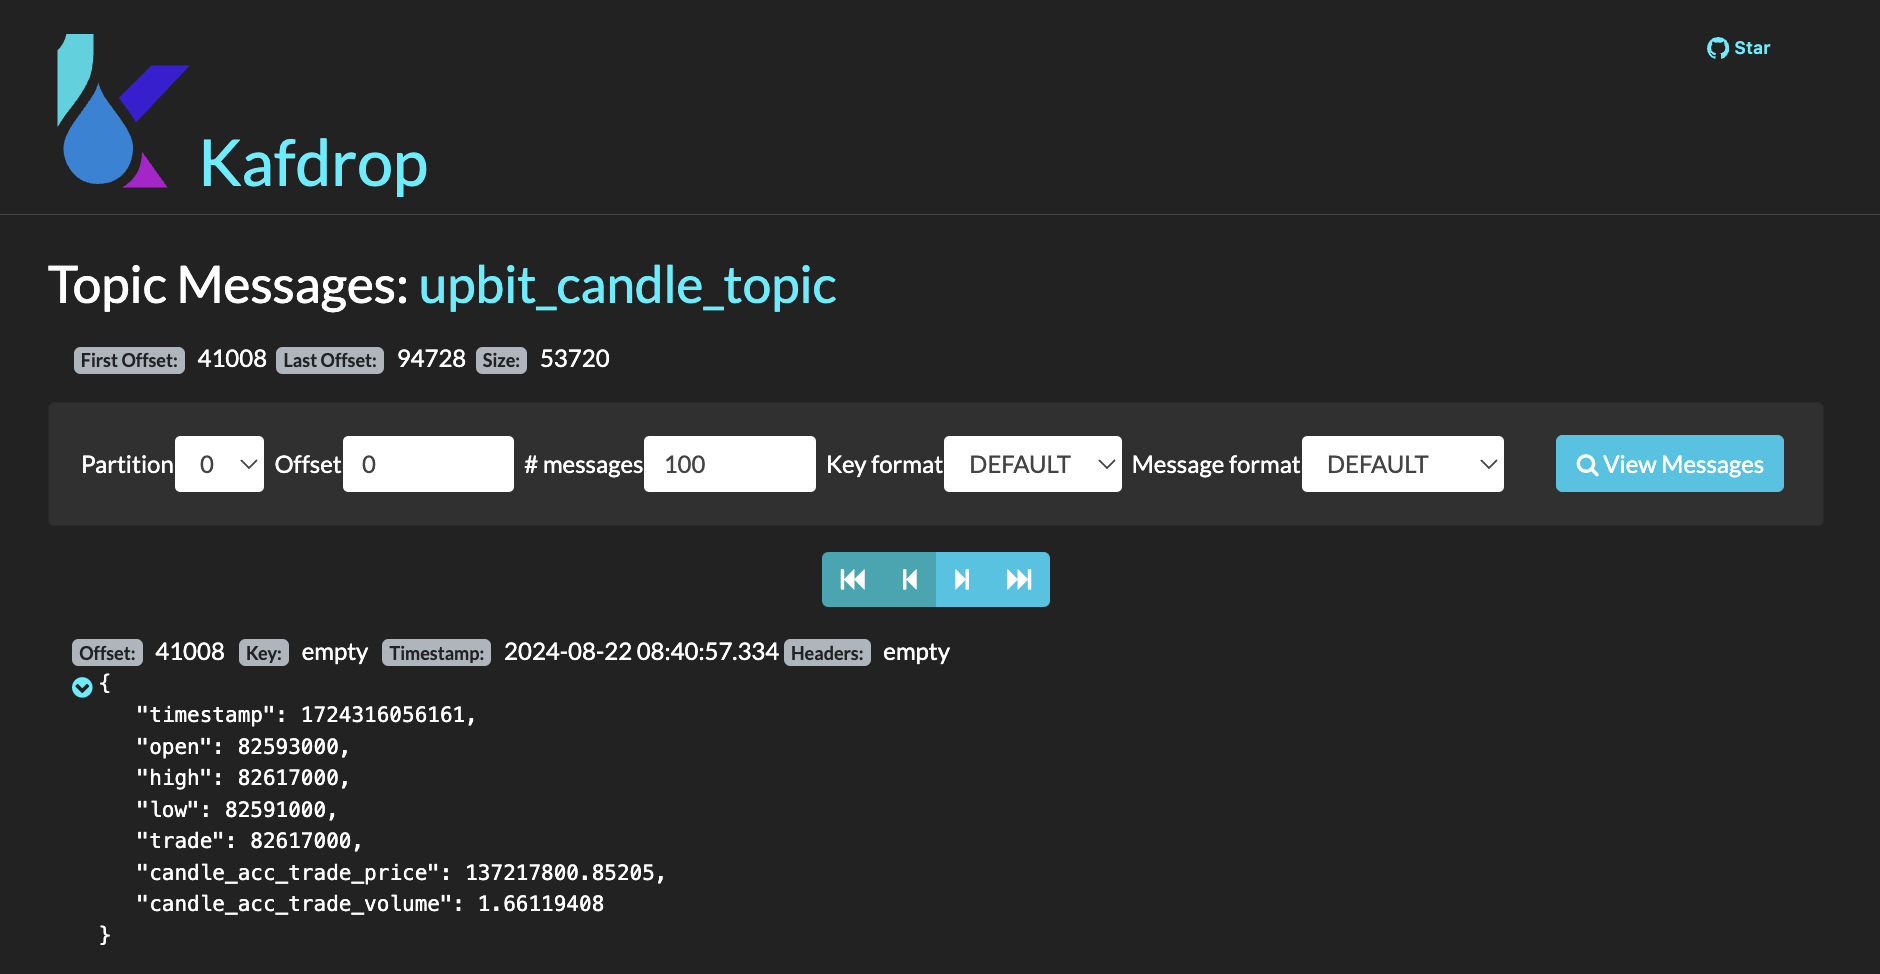 Star
Kafdrop
Topic Messages: upbit_candle_topic
First Offset: 41008 Last Offset: 94728 Size: 53720
Partition 0 Offset 0 # messages 100 Key format DEFAULT Message format DEFAULT View Messages
Offset: 41008 Key: empty Timestamp: 2024-08-22 08:40:57.334 Headers: empty
{
"timestamp": 1724316056161,
"open": 82593000,
"high": 82617000,
"low": 82591000,
"trade": 82617000,
"candle_acc_trade_price": 137217800.85205,
"candle_acc_trade_volume": 1.66119408
}